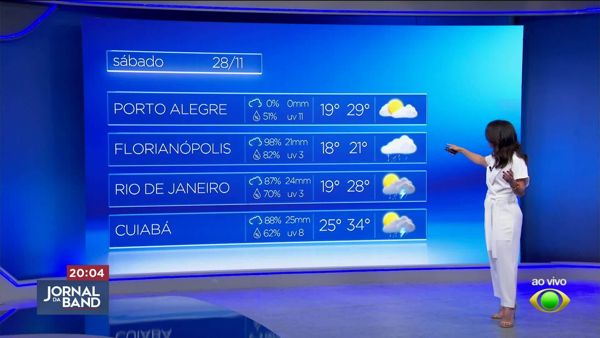 sábado 28/11
PORTO ALEGRE 0% 0mm 19° 29°
51% uv 11
FLORIANÓPOLIS 98% 21mm 18° 21°
82% uv 3
RIO DE JANEIRO 87% 24mm 19° 28°
70% uv 3
CUIABÁ 88% 25mm 25° 34°
62% uv 8
20:04
JORNAL
DA BAND
ao vivo